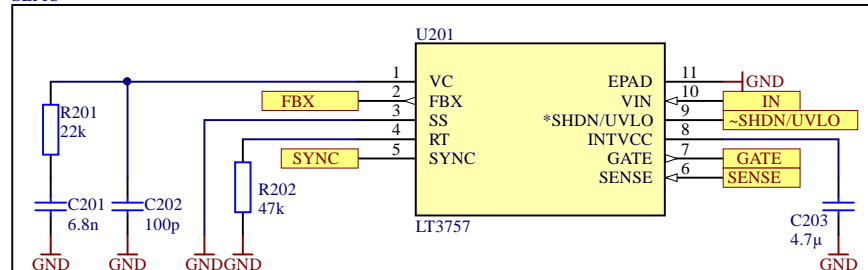 U201
1 VC EPAD 11 GND
FBX 2 FBX VIN 10 IN
3 SS *SHDN/UVLO 9 ~SHDN/UVLO
R201
22k
4 RT INTVCC 8
SYNC 5 SYNC GATE 7 GATE
SENSE 6 SENSE
R202
47k
C201
6.8n
C202
100p
LT3757
C203
4.7µ
GND GND GND GND GND